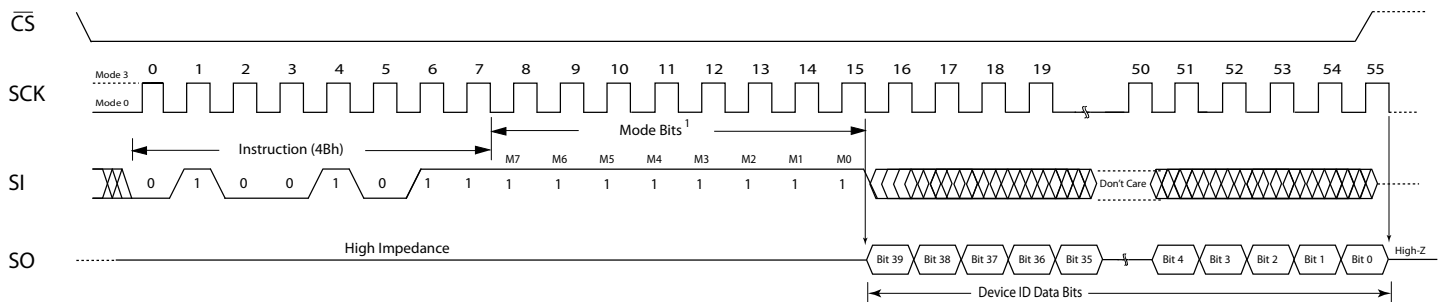 CS
Mode 3
0 1 2 3 4 5 6 7 8 9 10 11 12 13 14 15 16 17 18 19 50 51 52 53 54 55
SCK
Mode 0
Mode Bits 1
Instruction (4Bh)
M7 M6 M5 M4 M3 M2 M1 M0
SI
0 1 0 0 1 0 1 1 1 1 1 1 1 1 1 1
Don't Care
High Impedance
SO
Bit 39 Bit 38 Bit 37 Bit 36 Bit 35 Bit 4 Bit 3 Bit 2 Bit 1 Bit 0
High-Z
Device ID Data Bits